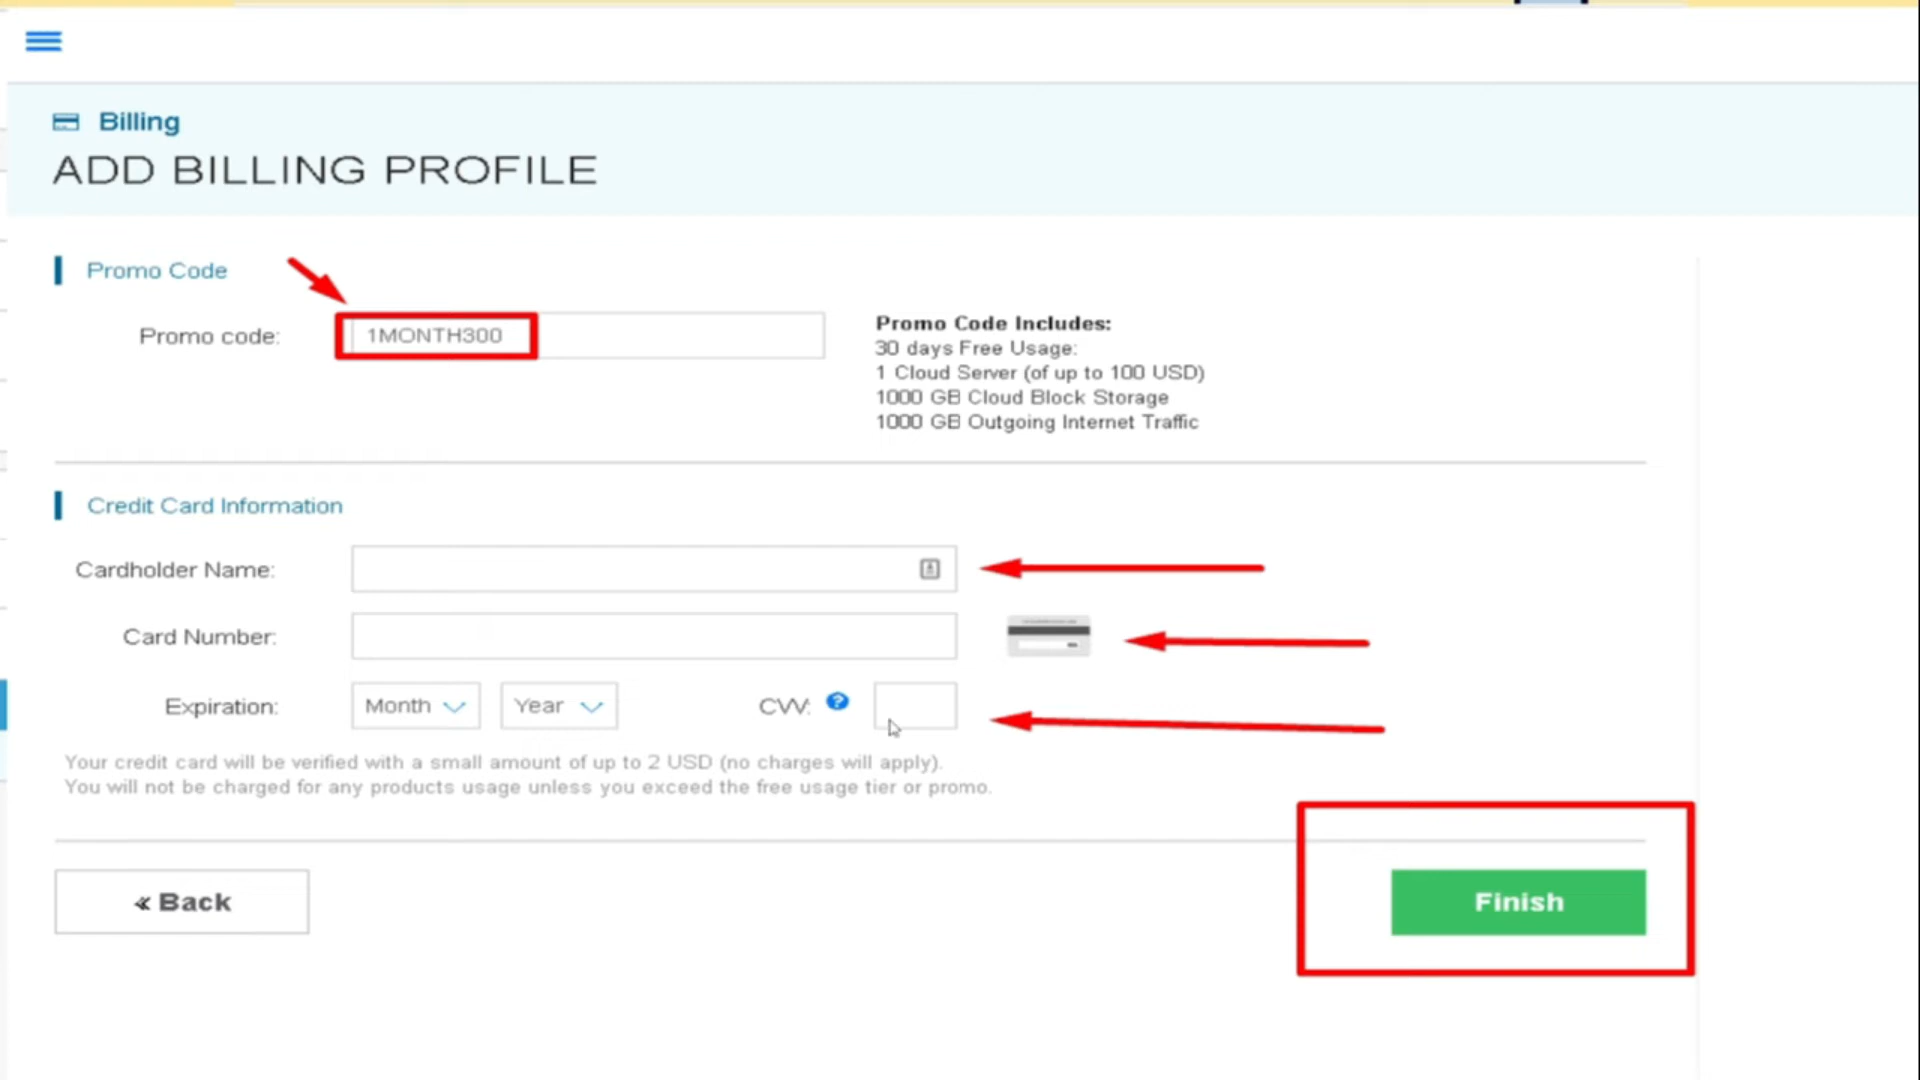 Billing
ADD BILLING PROFILE
Promo Code
Promo code:
1MONTH300
Promo Code Includes:
30 days Free Usage:
1 Cloud Server (of up to 100 USD)
1000 GB Cloud Block Storage
1000 GB Outgoing Internet Traffic
Credit Card Information
Cardholder Name:
Card Number:
Expiration:
Month
Year
CVV:
?
Your credit card will be verified with a small amount of up to 2 USD (no charges will apply).
You will not be charged for any products usage unless you exceed the free usage tier or promo.
« Back
Finish